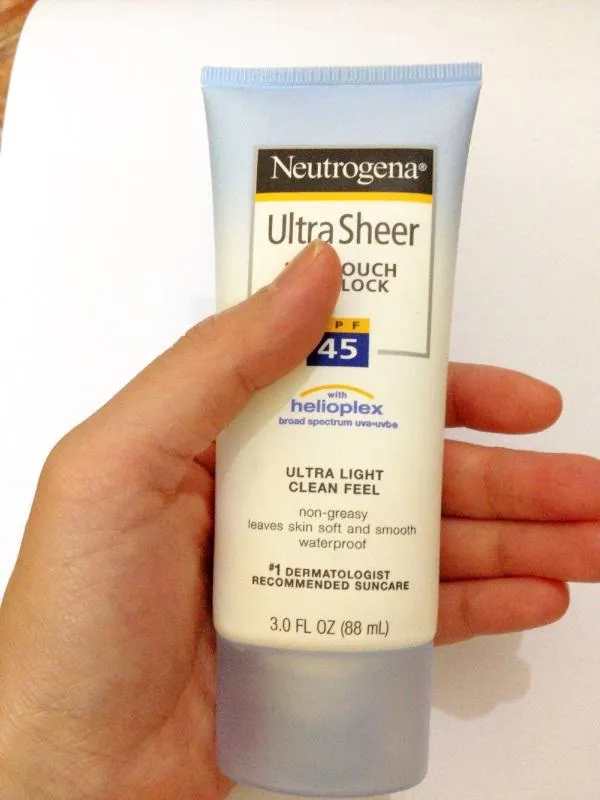 Neutrogena®
Ultra Sheer
OUCH
LOCK
PF
45
with
helioplex
broad spectrum uva•uvb®
ULTRA LIGHT
CLEAN FEEL
non-greasy
leaves skin soft and smooth
waterproof
#1 DERMATOLOGIST
RECOMMENDED SUNCARE
3.0 FL OZ (88 mL)